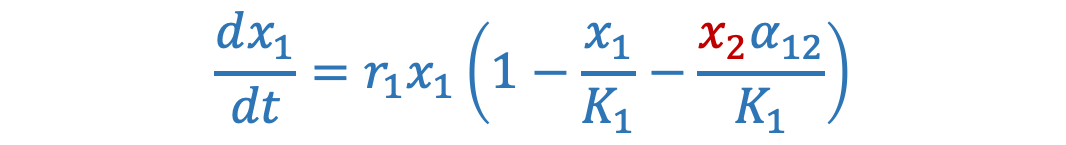 dx₁/dt = r₁x₁(1 − x₁/K₁ − x₂α₁₂/K₁)